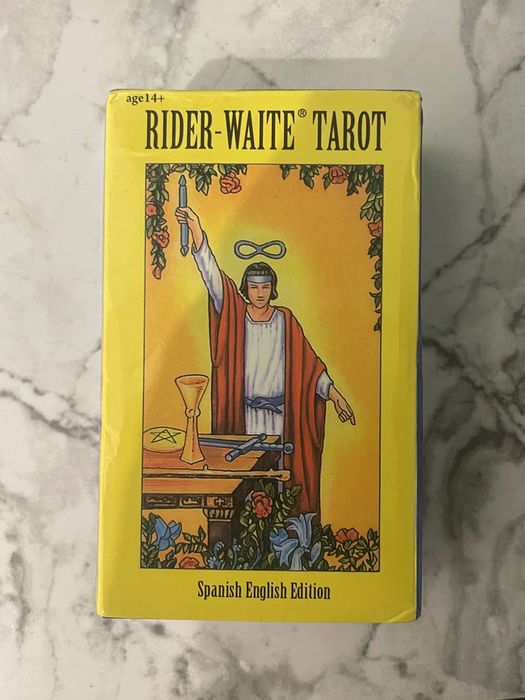 age14+
RIDER-WAITE® TAROT
Spanish English Edition